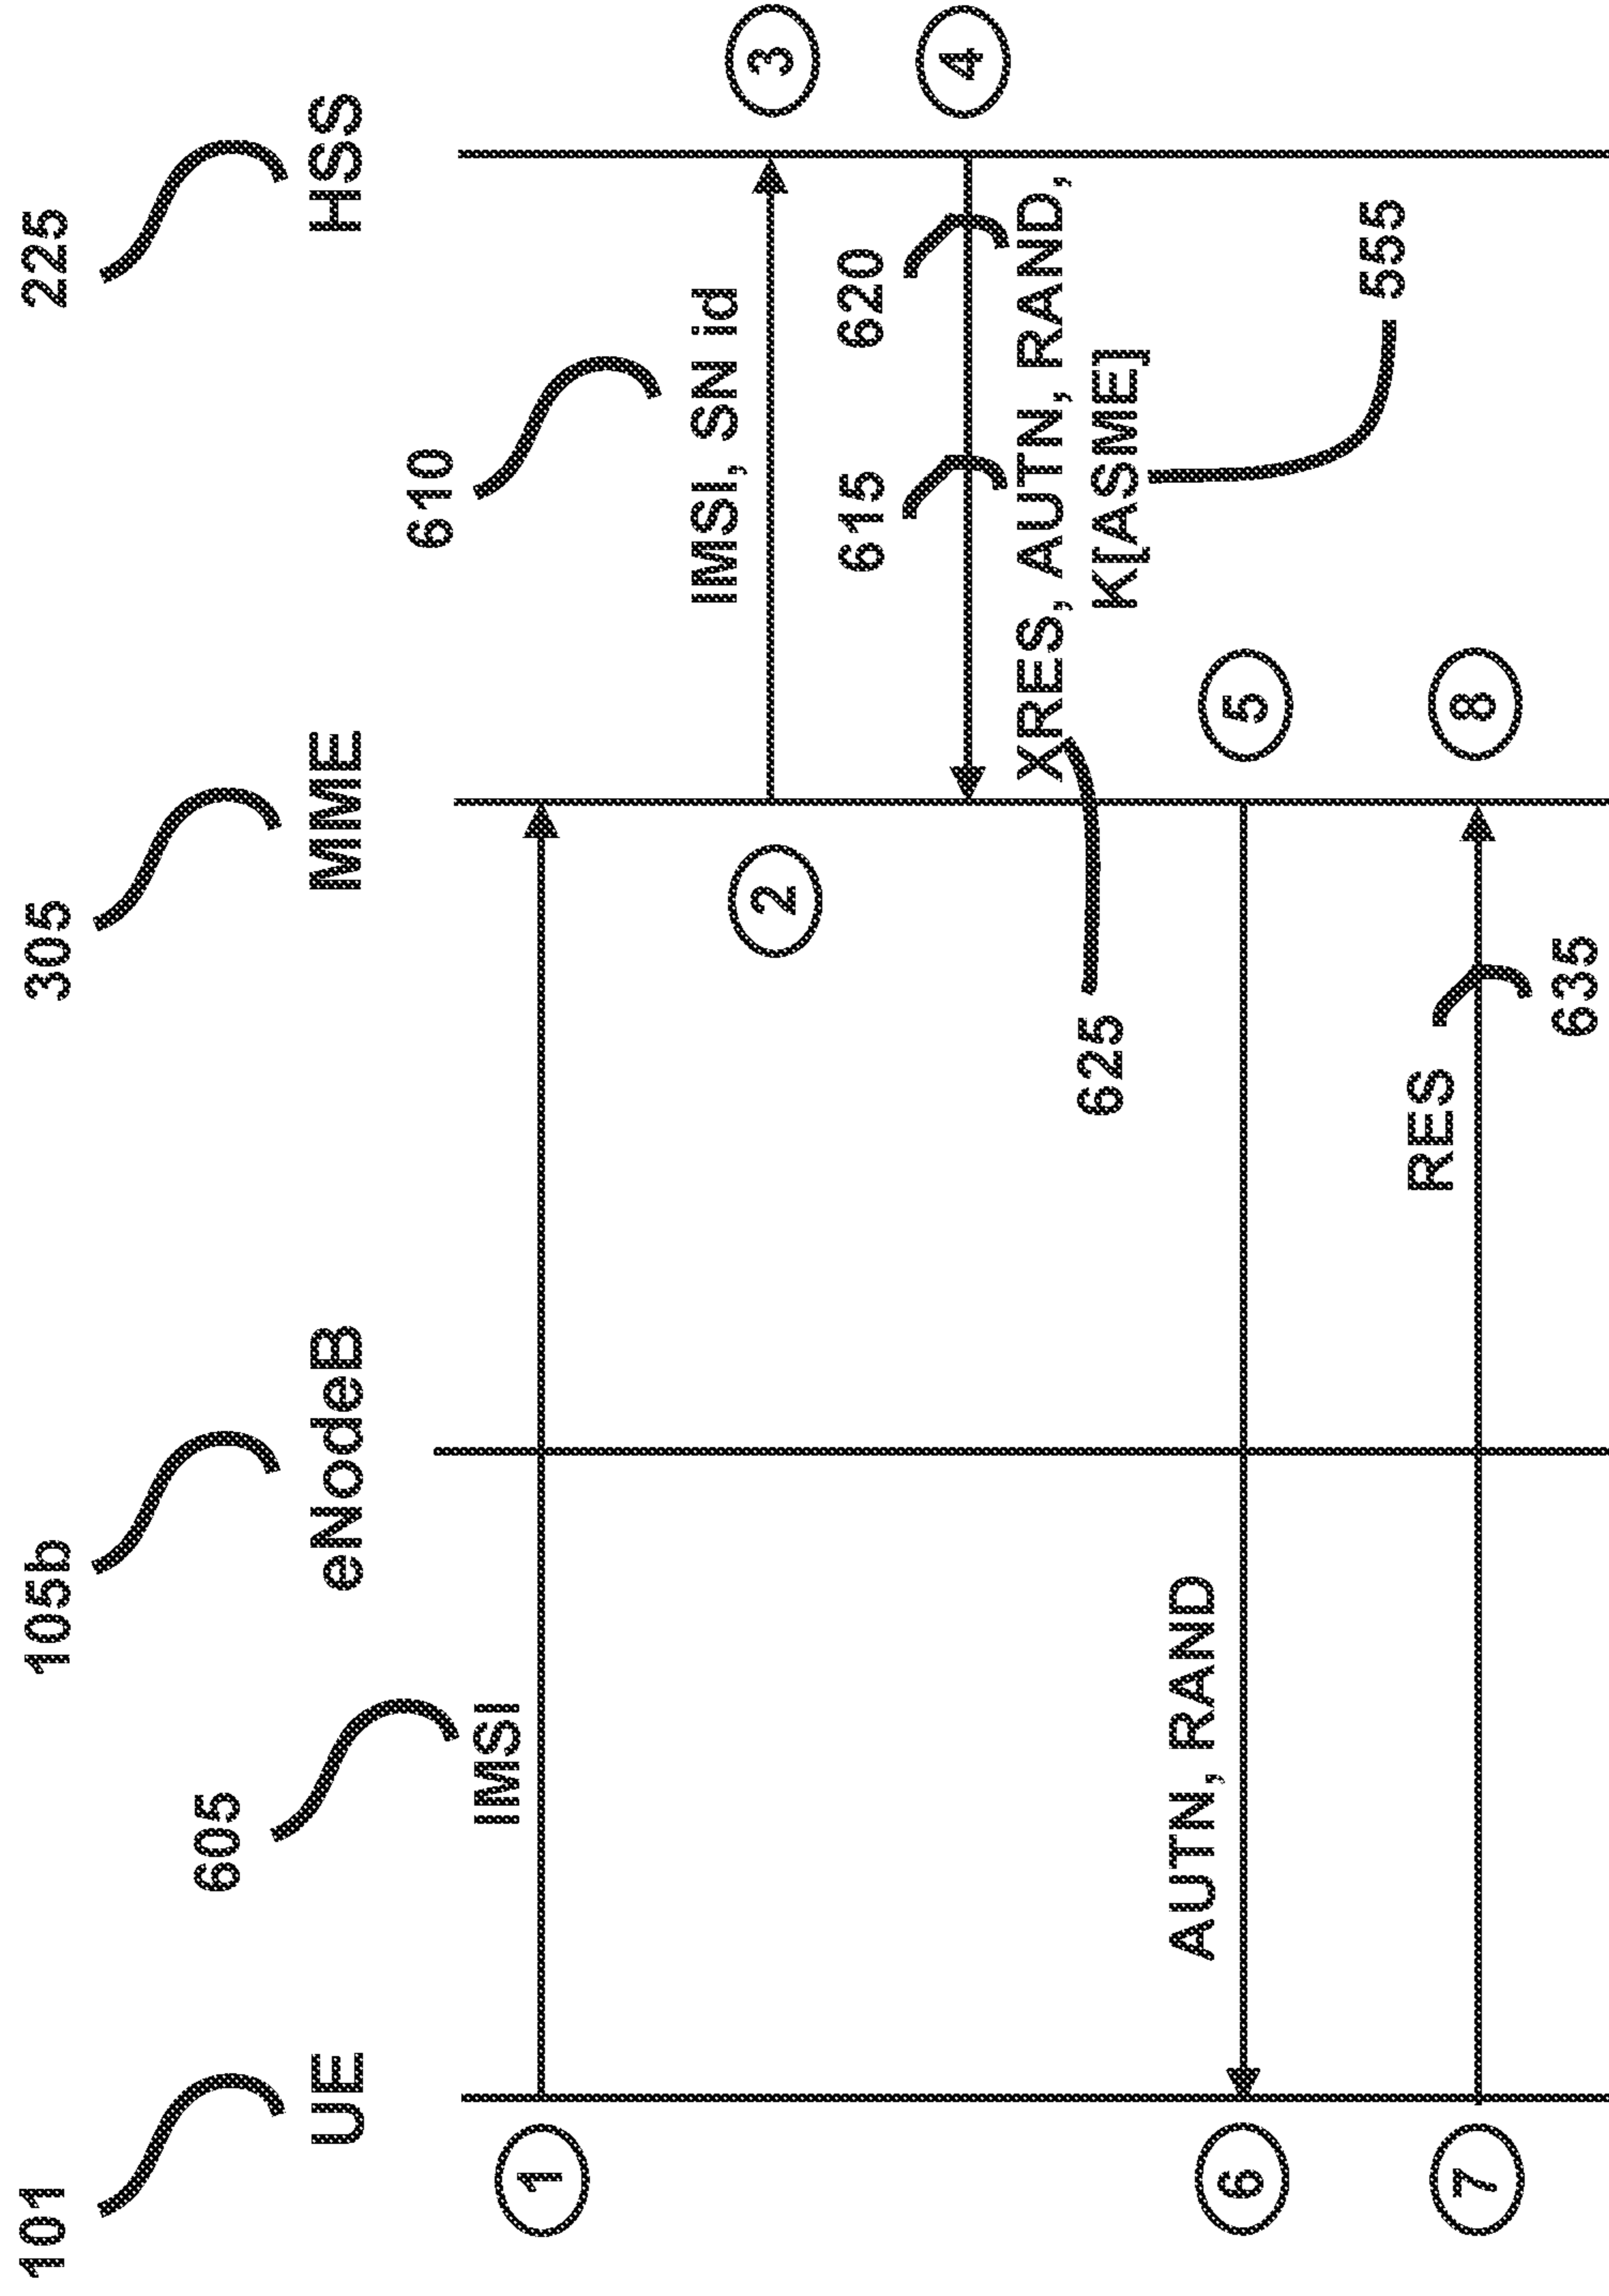 101
105b
305
225
605
UE
eNodeB
MME
HSS
610
IMSI
1
IMSI, SN id
2
3
615
620
4
XRES, AUTN, RAND,
K[ASME]
625
AUTN, RAND
6
5
555
RES
7
8
635